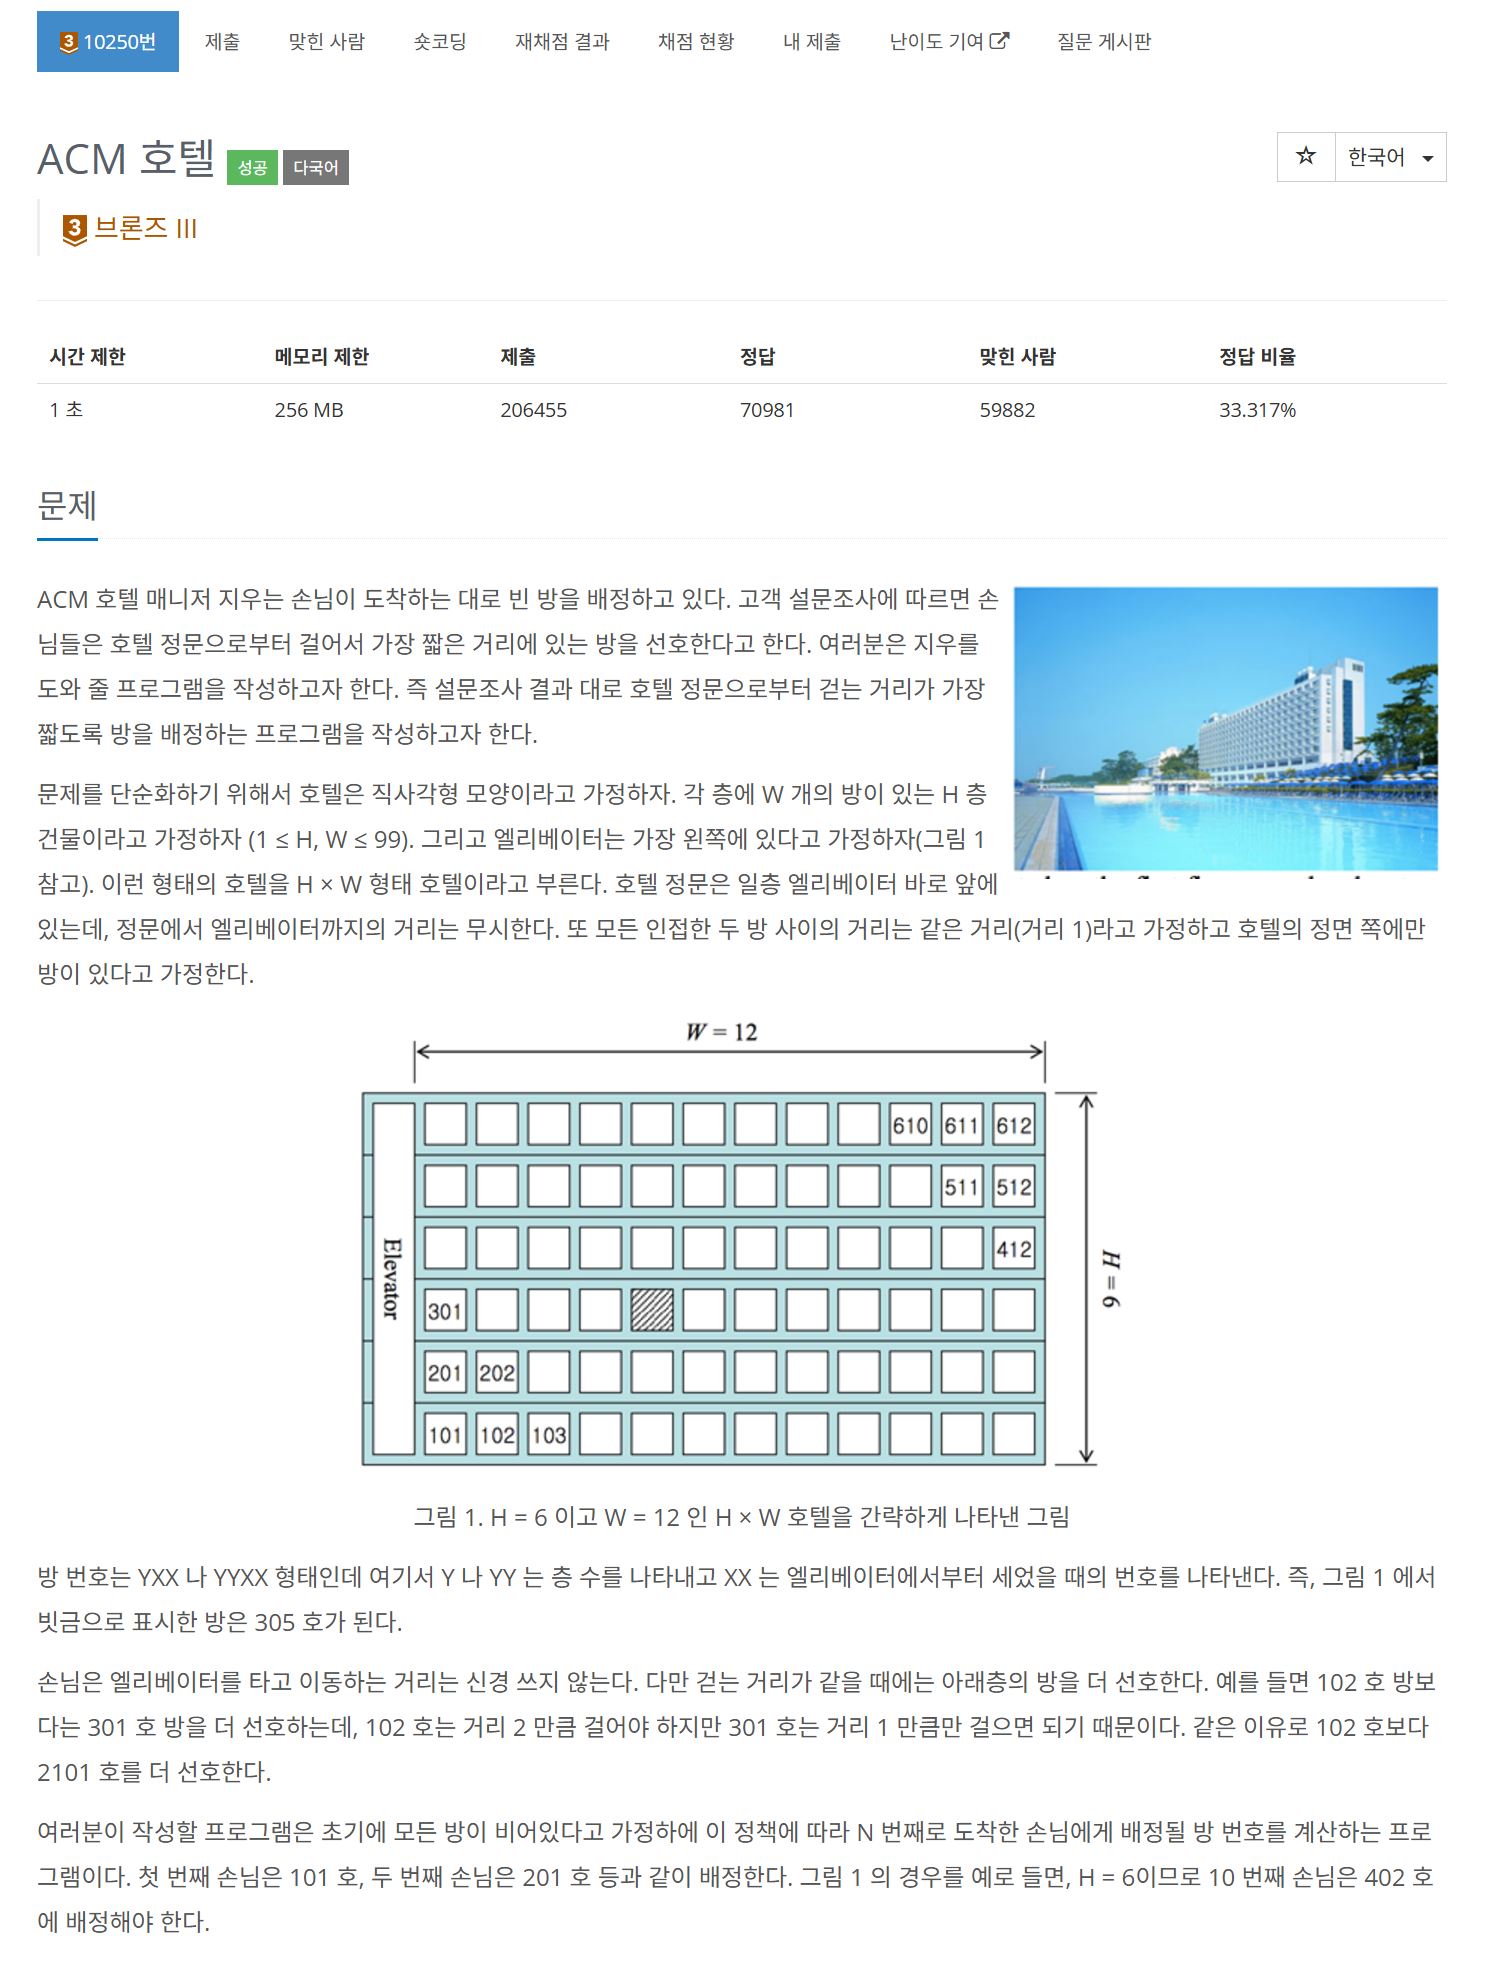 3 10250번 제출 맞힌 사람 숏코딩 재채점 결과 채점 현황 내 제출 난이도 기여 질문 게시판
ACM 호텔 성공 다국어 ☆ 한국어
3 브론즈 III
시간 제한 메모리 제한 제출 정답 맞힌 사람 정답 비율
1 초 256 MB 206455 70981 59882 33.317%
문제
ACM 호텔 매니저 지우는 손님이 도착하는 대로 빈 방을 배정하고 있다. 고객 설문조사에 따르면 손
님들은 호텔 정문으로부터 걸어서 가장 짧은 거리에 있는 방을 선호한다고 한다. 여러분은 지우를
도와 줄 프로그램을 작성하고자 한다. 즉 설문조사 결과 대로 호텔 정문으로부터 걷는 거리가 가장
짧도록 방을 배정하는 프로그램을 작성하고자 한다.
문제를 단순화하기 위해서 호텔은 직사각형 모양이라고 가정하자. 각 층에 W 개의 방이 있는 H 층
건물이라고 가정하자 (1 ≤ H, W ≤ 99). 그리고 엘리베이터는 가장 왼쪽에 있다고 가정하자(그림 1
참고). 이런 형태의 호텔을 H × W 형태 호텔이라고 부른다. 호텔 정문은 일층 엘리베이터 바로 앞에
있는데, 정문에서 엘리베이터까지의 거리는 무시한다. 또 모든 인접한 두 방 사이의 거리는 같은 거리(거리 1)라고 가정하고 호텔의 정면 쪽에만
방이 있다고 가정한다.
W = 12
610 611 612
511 512
412
301
201 202
101 102 103
Elevator
H = 6
그림 1. H = 6 이고 W = 12 인 H × W 호텔을 간략하게 나타낸 그림
방 번호는 YXX 나 YYXX 형태인데 여기서 Y 나 YY 는 층 수를 나타내고 XX 는 엘리베이터에서부터 세었을 때의 번호를 나타낸다. 즉, 그림 1 에서
빗금으로 표시한 방은 305 호가 된다.
손님은 엘리베이터를 타고 이동하는 거리는 신경 쓰지 않는다. 다만 걷는 거리가 같을 때에는 아래층의 방을 더 선호한다. 예를 들면 102 호 방보
다는 301 호 방을 더 선호하는데, 102 호는 거리 2 만큼 걸어야 하지만 301 호는 거리 1 만큼만 걸으면 되기 때문이다. 같은 이유로 102 호보다
2101 호를 더 선호한다.
여러분이 작성할 프로그램은 초기에 모든 방이 비어있다고 가정하에 이 정책에 따라 N 번째로 도착한 손님에게 배정될 방 번호를 계산하는 프로
그램이다. 첫 번째 손님은 101 호, 두 번째 손님은 201 호 등과 같이 배정한다. 그림 1 의 경우를 예로 들면, H = 6이므로 10 번째 손님은 402 호
에 배정해야 한다.